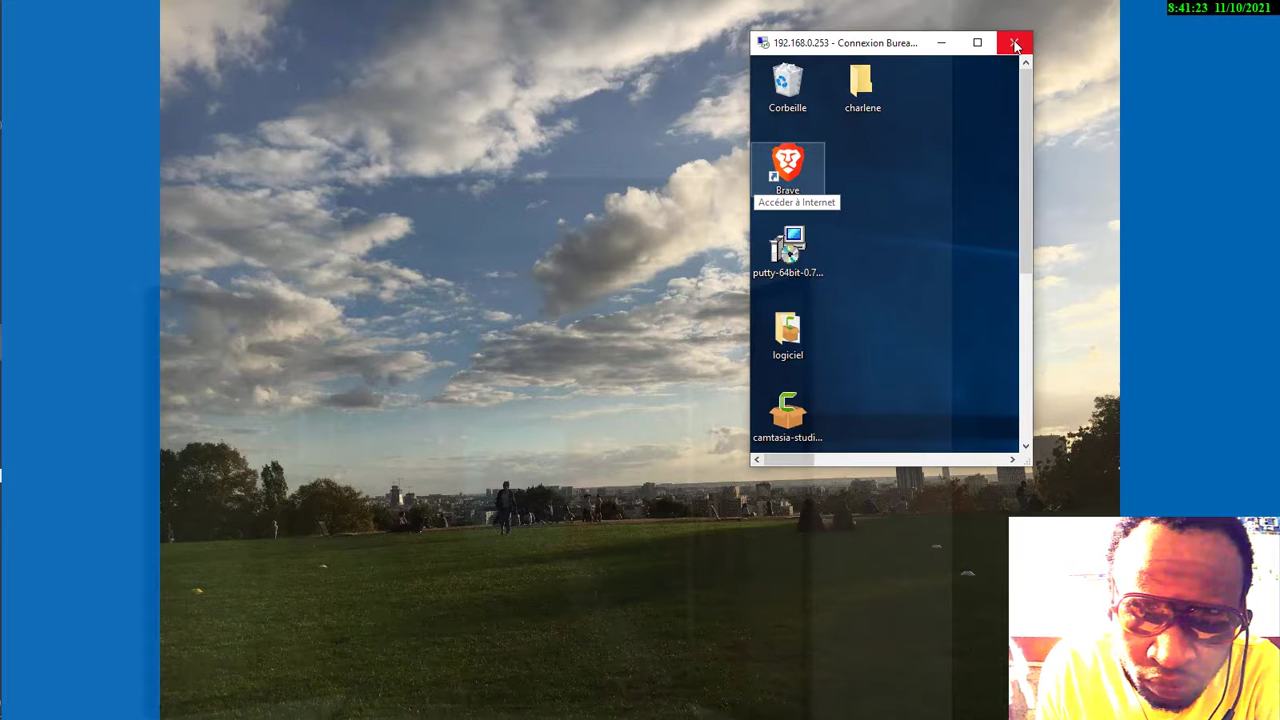 8:41:23 11/10/2021
192.168.0.253 - Connexion Burea...
Corbeille
charlene
Brave
Accéder à Internet
putty-64bit-0.7...
logiciel
camtasia-studi...